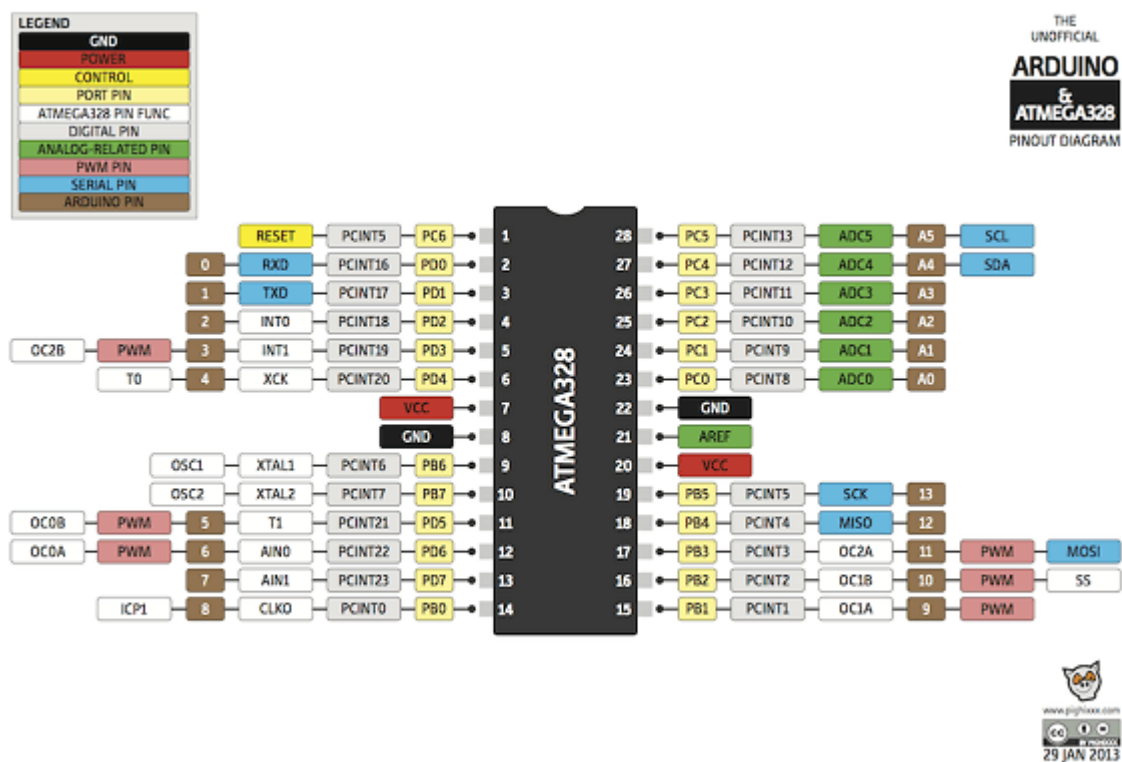 LEGEND
GND
POWER
CONTROL
PORT PIN
ATMEGA328 PIN FUNC
DIGITAL PIN
ANALOG-RELATED PIN
PWM PIN
SERIAL PIN
ARDUINO PIN
THE
UNOFFICIAL
ARDUINO
&
ATMEGA328
PINOUT DIAGRAM
RESET PCINT5 PC6 1 28 PC5 PCINT13 ADC5 A5 SCL
0 RXD PCINT16 PD0 2 27 PC4 PCINT12 ADC4 A4 SDA
1 TXD PCINT17 PD1 3 26 PC3 PCINT11 ADC3 A3
2 INT0 PCINT18 PD2 4 25 PC2 PCINT10 ADC2 A2
OC2B PWM 3 INT1 PCINT19 PD3 5 24 PC1 PCINT9 ADC1 A1
T0 4 XCK PCINT20 PD4 6 23 PC0 PCINT8 ADC0 A0
VCC 7 22 GND
GND 8 21 AREF
OSC1 XTAL1 PCINT6 PB6 9 20 VCC
OSC2 XTAL2 PCINT7 PB7 10 19 PB5 PCINT5 SCK 13
OC0B PWM 5 T1 PCINT21 PD5 11 18 PB4 PCINT4 MISO 12
OC0A PWM 6 AIN0 PCINT22 PD6 12 17 PB3 PCINT3 OC2A 11 PWM MOSI
7 AIN1 PCINT23 PD7 13 16 PB2 PCINT2 OC1B 10 PWM SS
ICP1 8 CLKO PCINT0 PB0 14 15 PB1 PCINT1 OC1A 9 PWM
ATMEGA328
www.pighixxx.com
cc
BY PIGHIXXX
29 JAN 2013